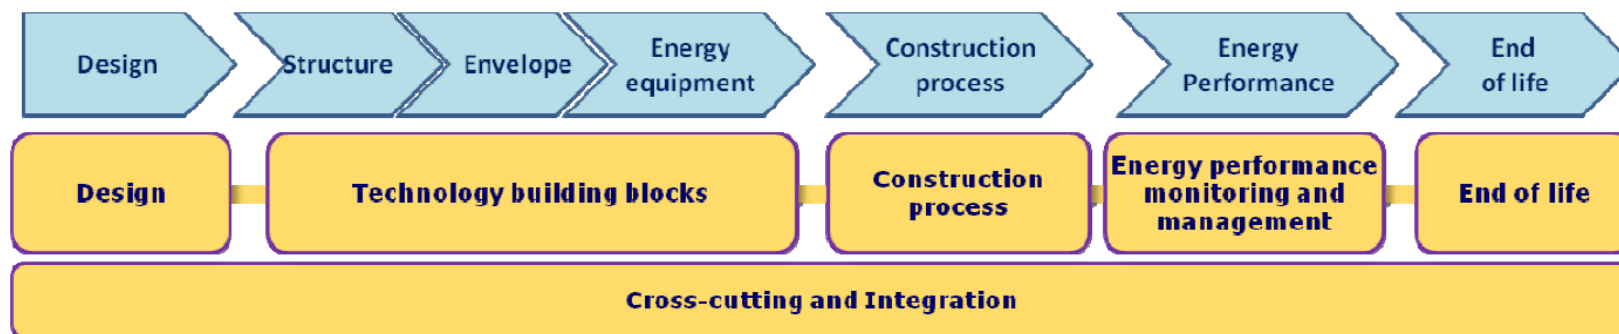 Design
Structure
Envelope
Energy
equipment
Construction
process
Energy
Performance
End
of life
Design
Technology building blocks
Construction
process
Energy performance
monitoring and
management
End of life
Cross-cutting and Integration